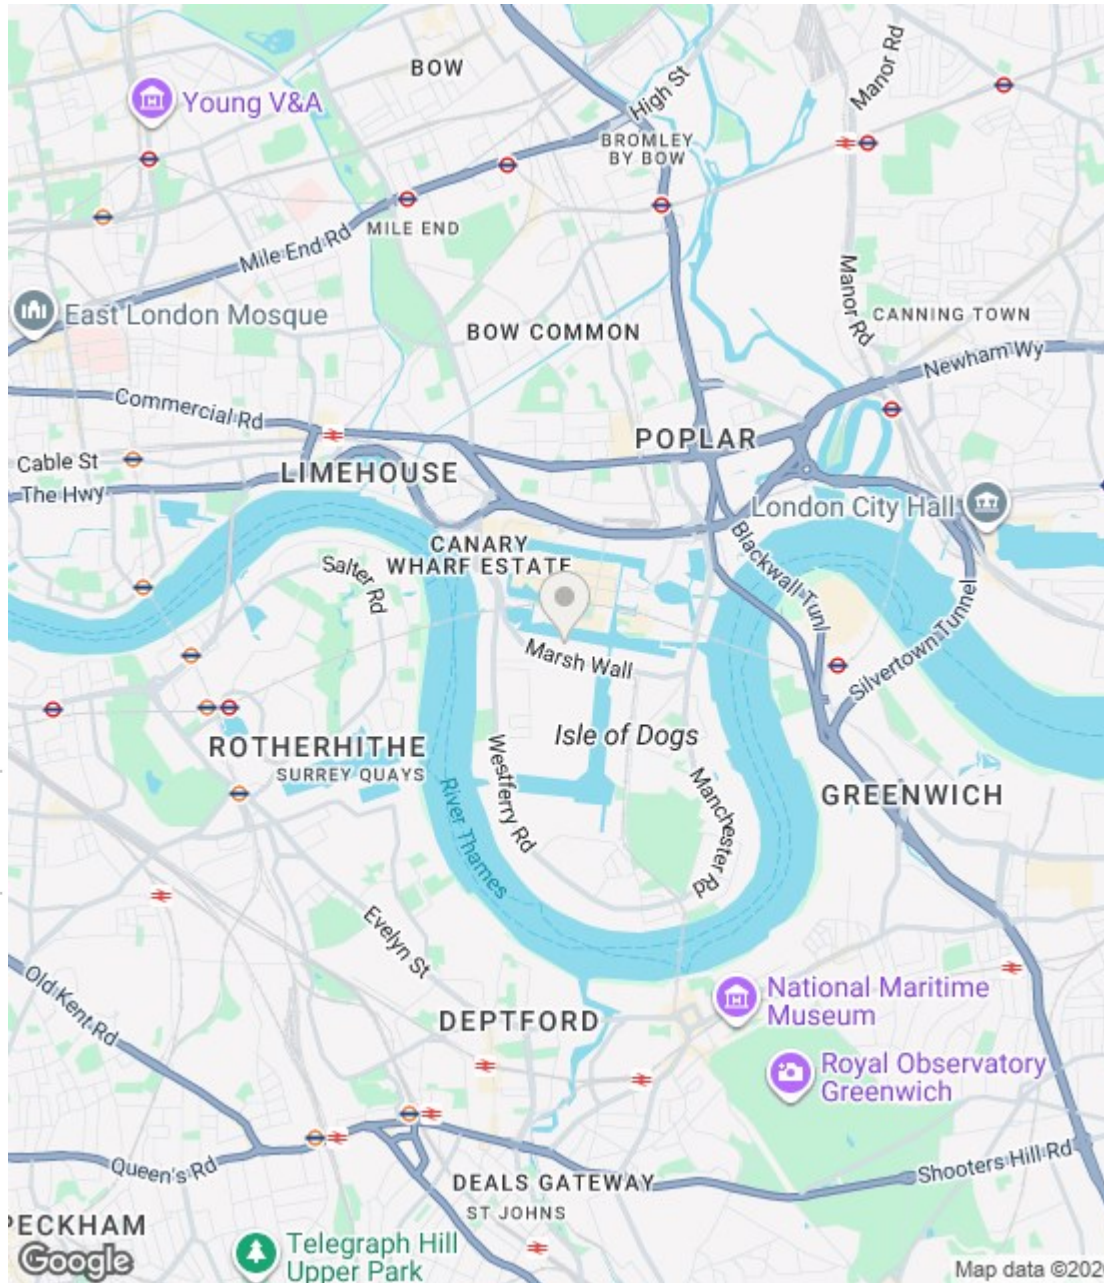 BOW
Young V&A
High St
Manor Rd
BROMLEY
BY BOW
MILE END
Mile End Rd
Manor Rd
East London Mosque
CANNING TOWN
BOW COMMON
Newham Wy
Commercial Rd
POPLAR
Cable St
LIMEHOUSE
The Hwy
London City Hall
CANARY
WHARF ESTATE
Blackwall Tunl
Salter Rd
Silvertown Tunnel
Marsh Wall
Isle of Dogs
ROTHERHITHE
SURREY QUAYS
Westferry Rd
River Thames
Manchester Rd
GREENWICH
Evelyn St
Old Kent Rd
National Maritime
Museum
DEPTFORD
Royal Observatory
Greenwich
Queen's Rd
Shooters Hill Rd
DEALS GATEWAY
ST JOHNS
PECKHAM
Telegraph Hill
Upper Park
Google
Map data ©202